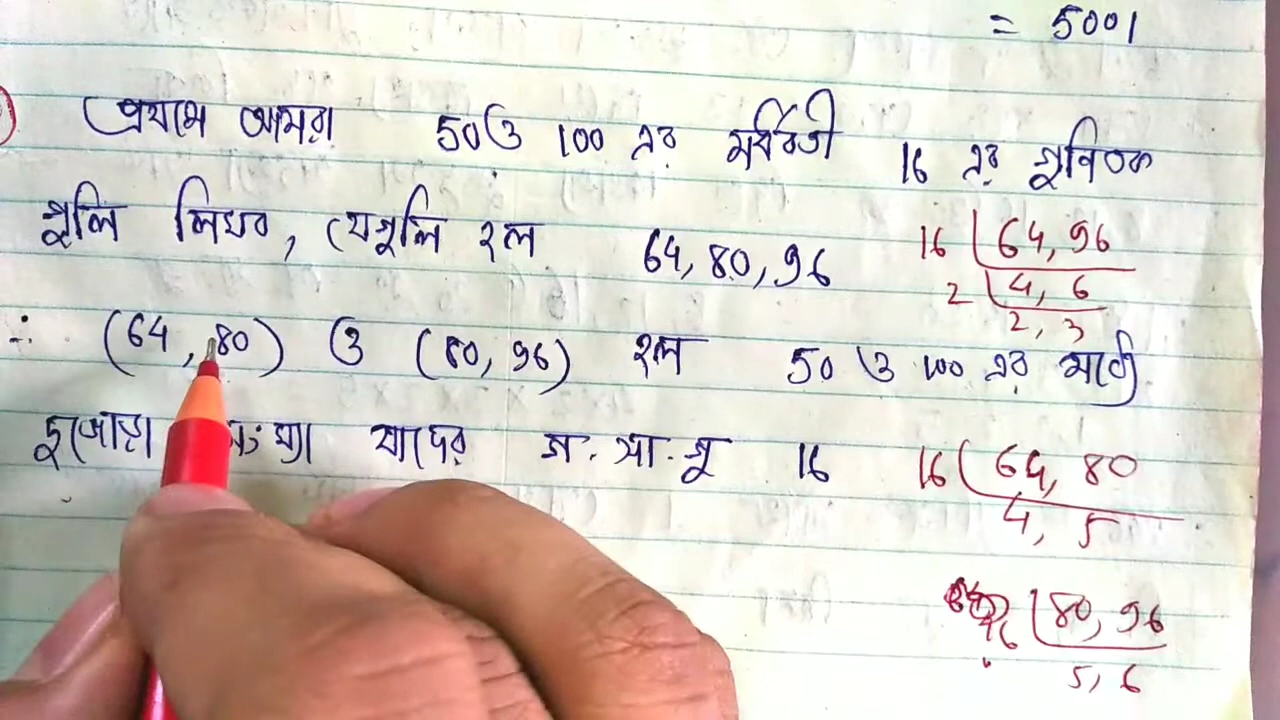 = 5001
প্রথমে আমরা 50 ও 100 এর মধ্যবর্তী 16 এর গুনিতক
গুলি লিখব, যেগুলি হল 64, 80, 96
∴ (64, 80) ও (80, 96) হল 50 ও 100 এর মধ্যে
দুজোড়া সংখ্যা যাদের গ.সা.গু 16
16 | 64, 96
2 | 4, 6
2, 3
16 ( 64, 80
4, 5
16 | 80, 96
5, 6